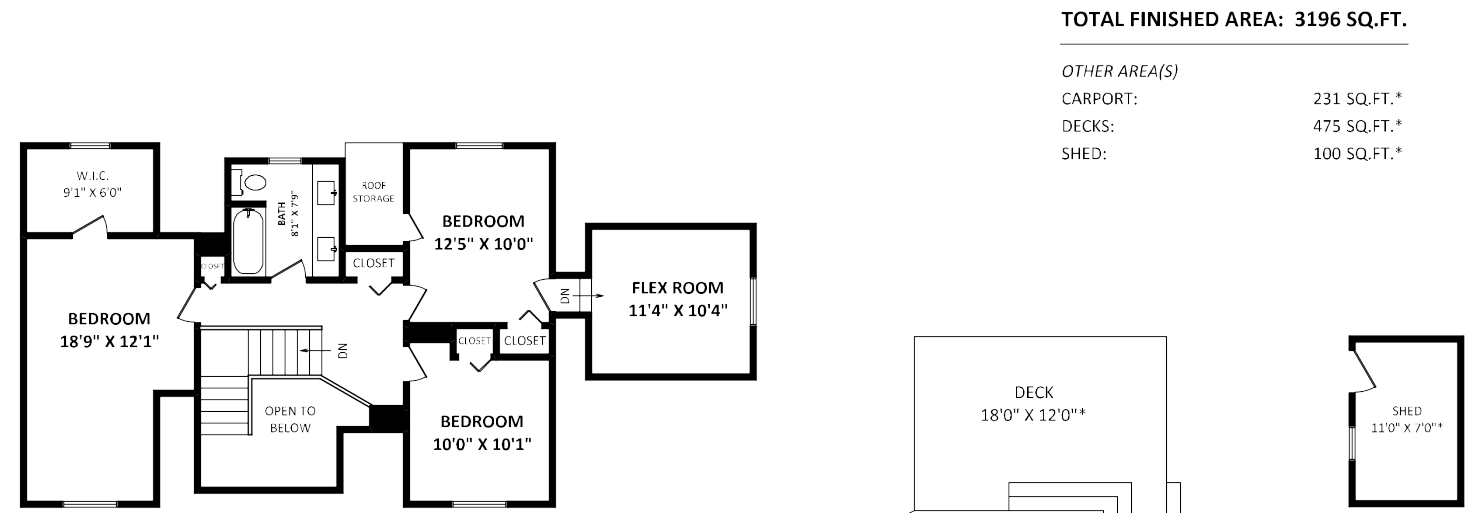 TOTAL FINISHED AREA: 3196 SQ.FT.
OTHER AREA(S)
CARPORT: 231 SQ.FT.*
DECKS: 475 SQ.FT.*
SHED: 100 SQ.FT.*
W.I.C.
9'1" X 6'0"
BATH
8'1" X 7'9"
ROOF
STORAGE
BEDROOM
12'5" X 10'0"
CLOSET
CLOSET
FLEX ROOM
11'4" X 10'4"
DN
BEDROOM
18'9" X 12'1"
DN
CLOSET
CLOSET
OPEN TO
BELOW
BEDROOM
10'0" X 10'1"
DECK
18'0" X 12'0"*
SHED
11'0" X 7'0"*